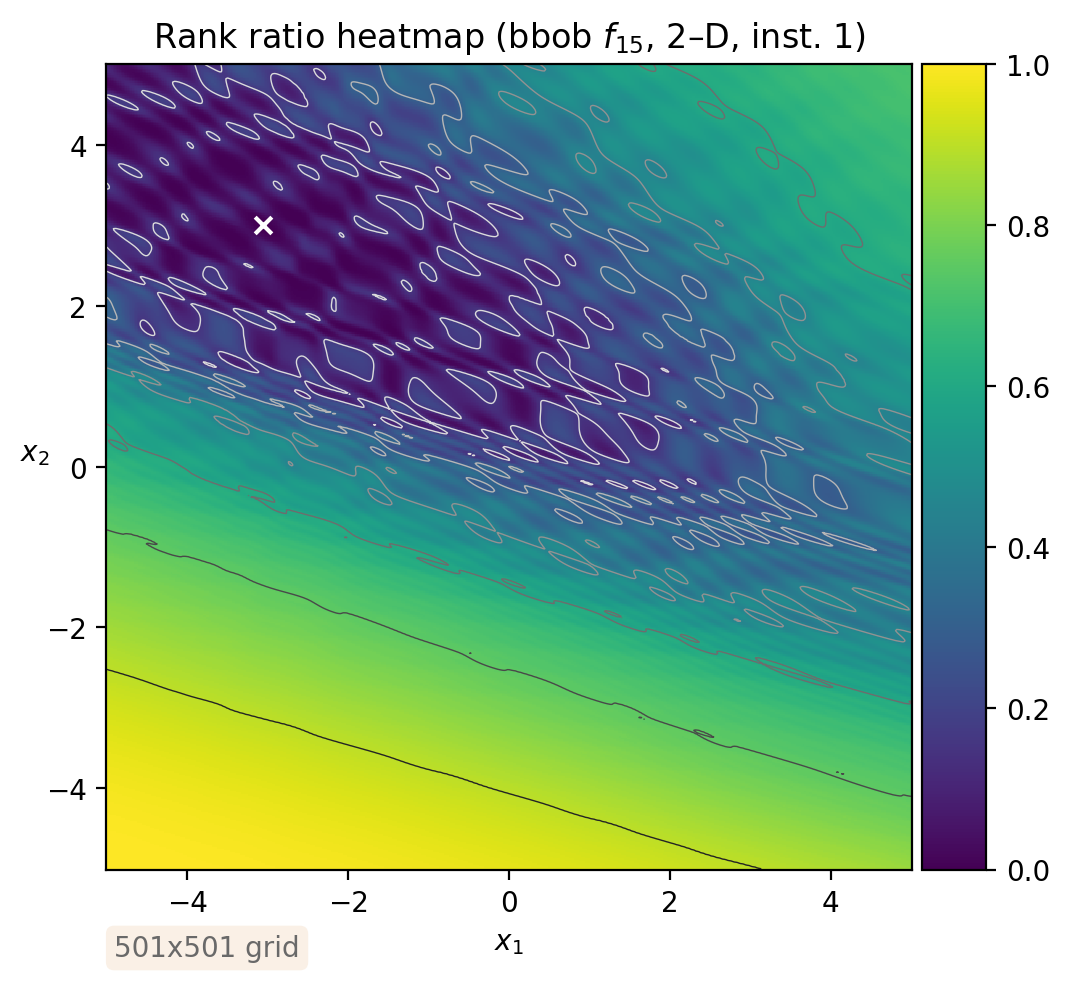 Rank ratio heatmap (bbob f₁₅, 2–D, inst. 1)
4
2
0
−2
−4
x₂
−4 −2 0 2 4
x₁
1.0
0.8
0.6
0.4
0.2
0.0
501x501 grid